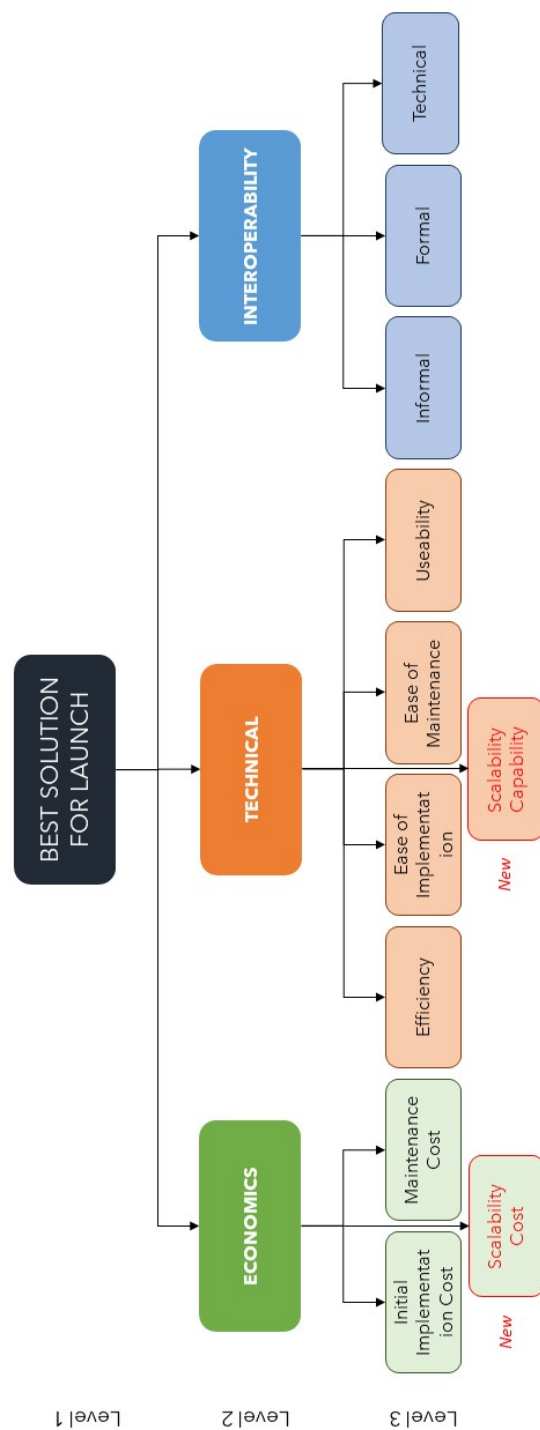 BEST SOLUTION
FOR LAUNCH
ECONOMICS
TECHNICAL
INTEROPERABILITY
Initial
Implementat
ion Cost
Maintenance
Cost
Efficiency
Ease of
Implementat
ion
Ease of
Maintenance
Useability
Informal
Formal
Technical
New
Scalability
Cost
New
Scalability
Capability
Level 1
Level 2
Level 3